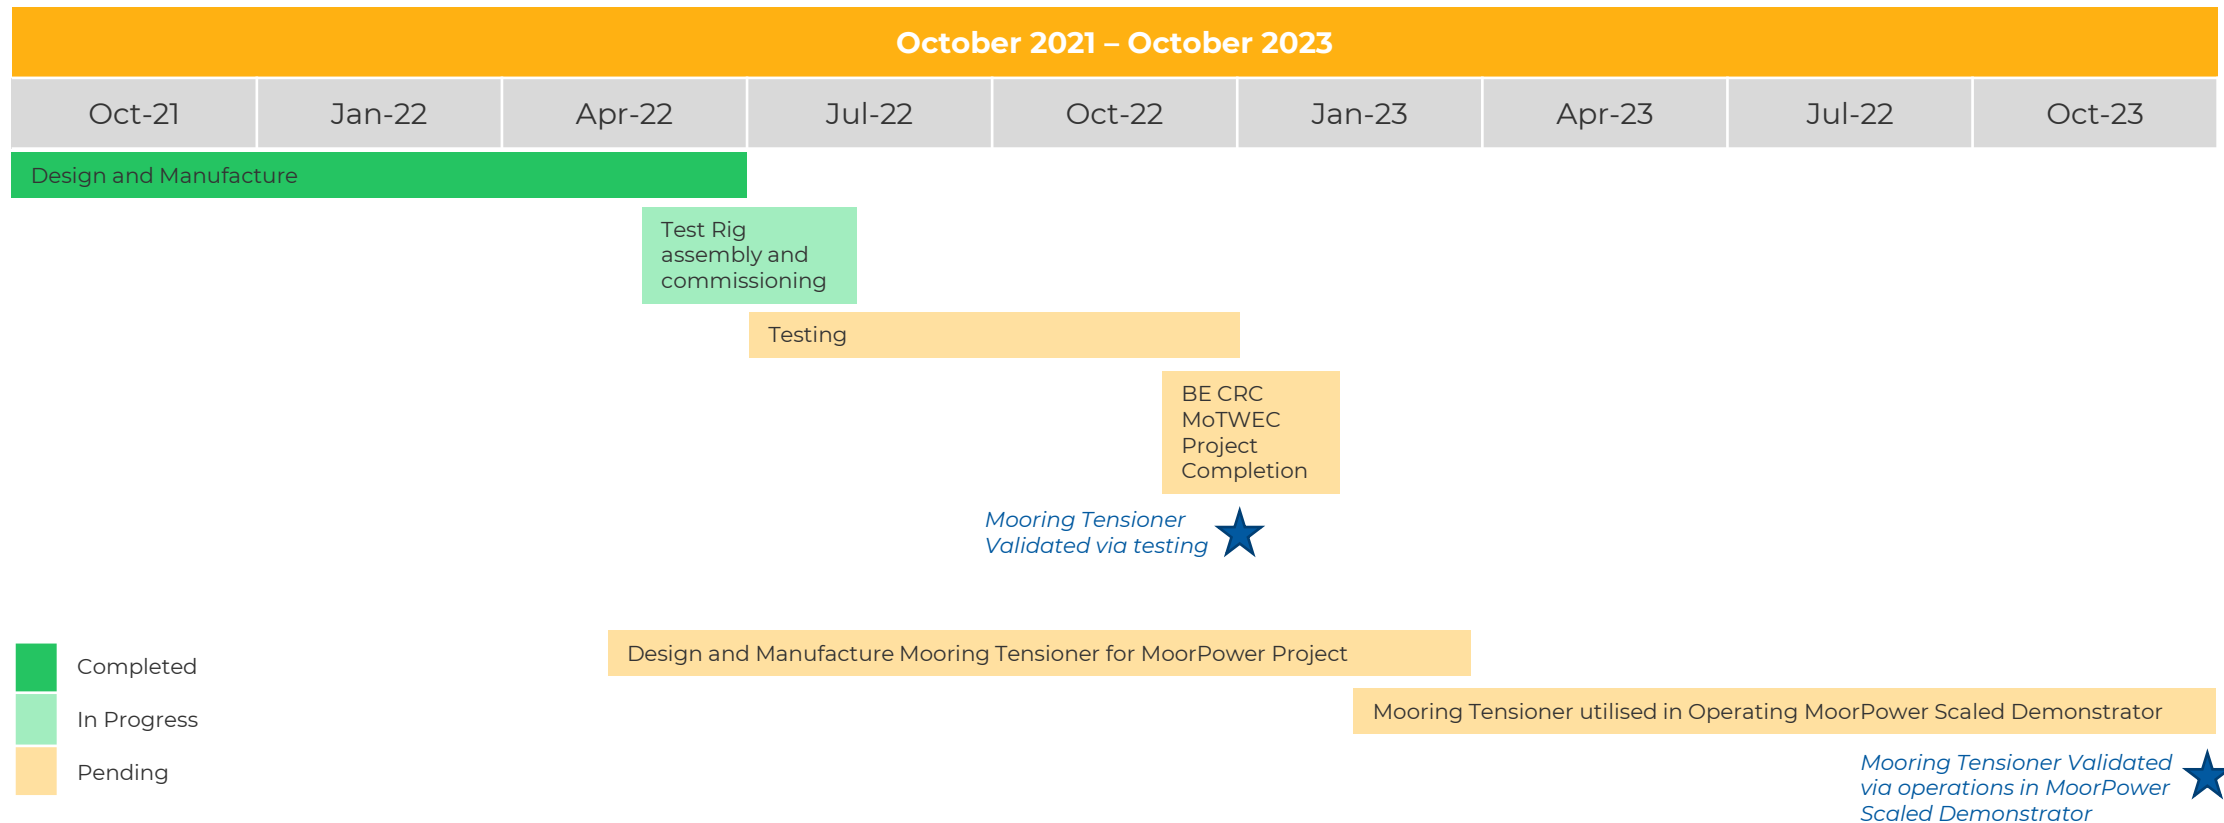 October 2021 – October 2023
Oct-21
Jan-22
Apr-22
Jul-22
Oct-22
Jan-23
Apr-23
Jul-22
Oct-23
Design and Manufacture
Test Rig
assembly and
commissioning
Testing
BE CRC
MoTWEC
Project
Completion
Mooring Tensioner
Validated via testing
Design and Manufacture Mooring Tensioner for MoorPower Project
Mooring Tensioner utilised in Operating MoorPower Scaled Demonstrator
Mooring Tensioner Validated
via operations in MoorPower
Scaled Demonstrator
Completed
In Progress
Pending